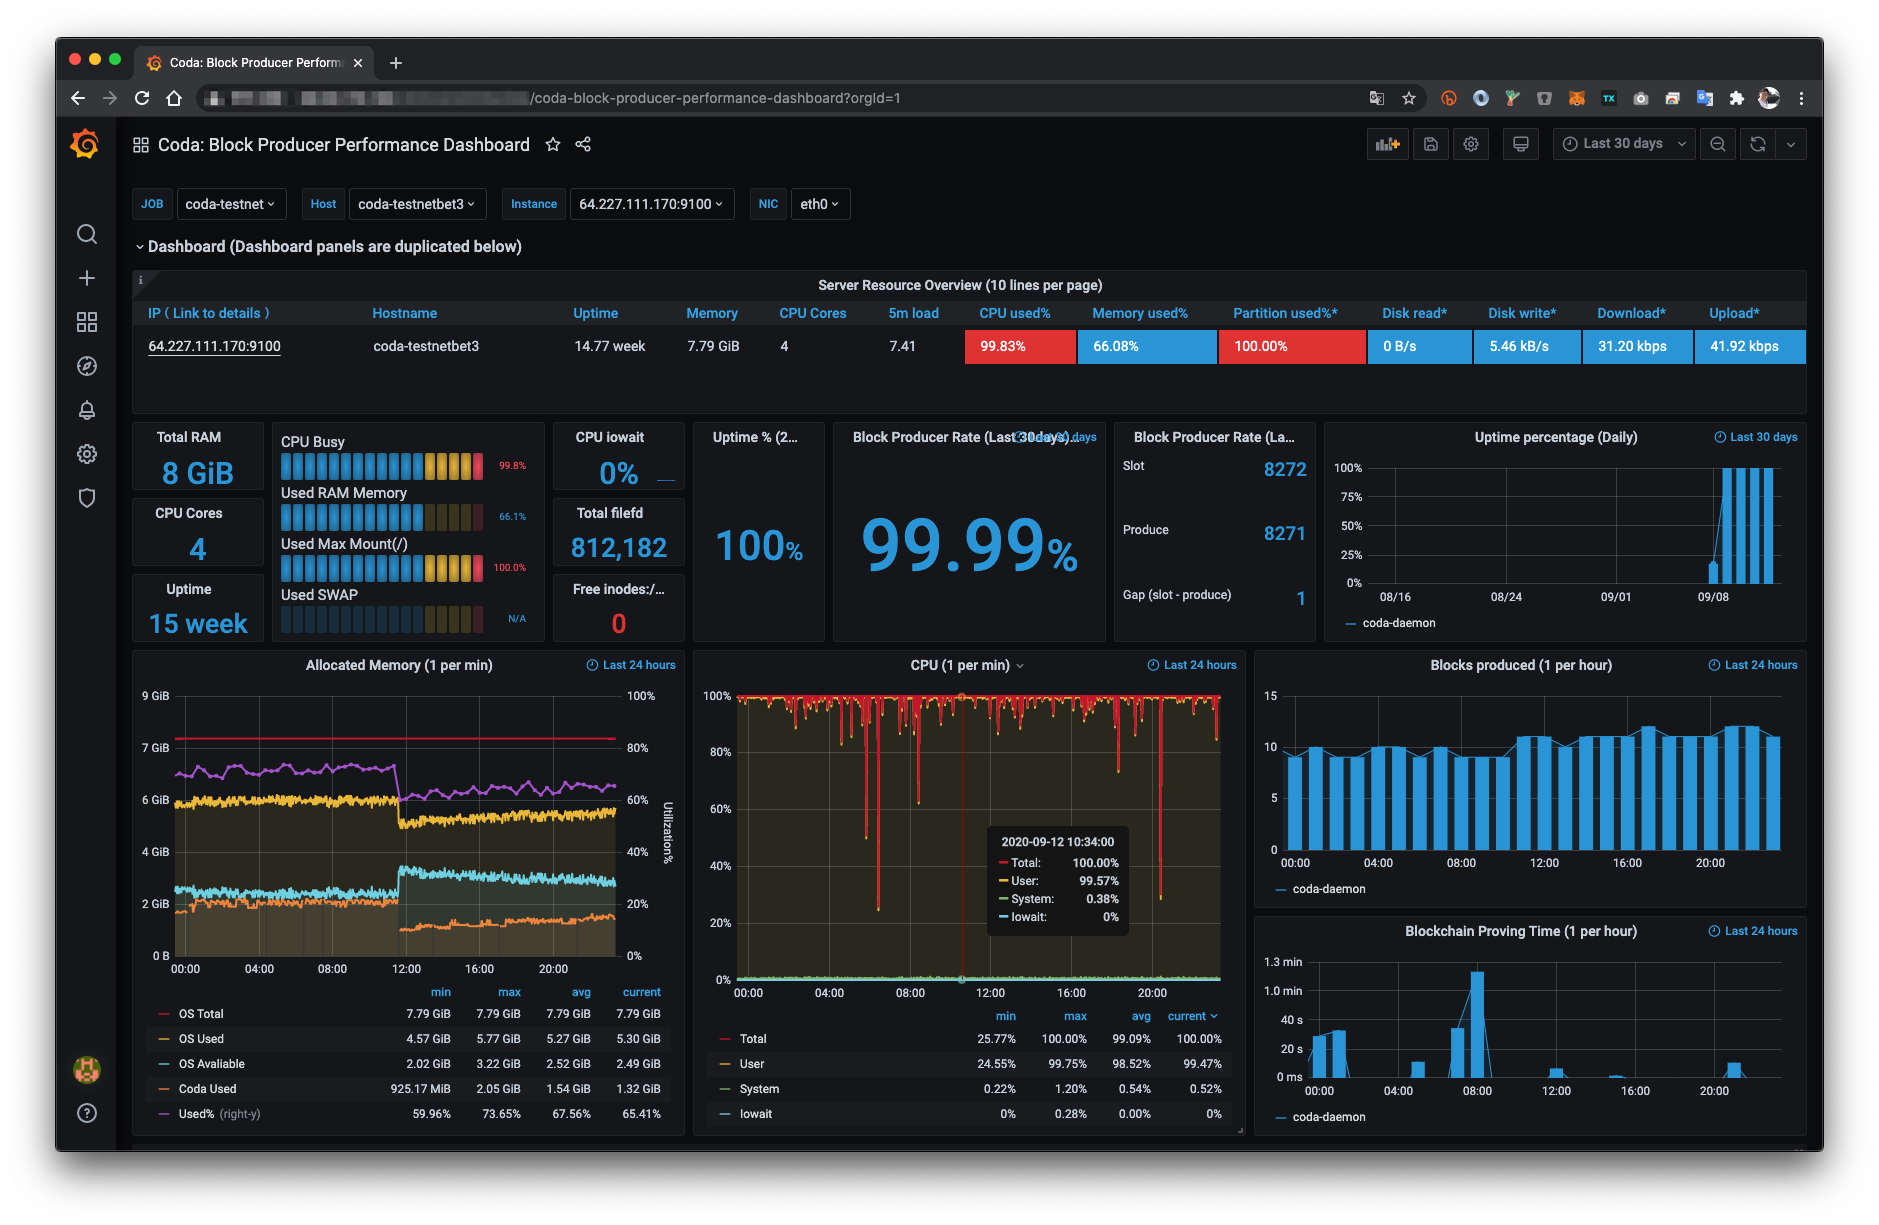 Coda: Block Producer Perform
/coda-block-producer-performance-dashboard?orgId=1
TX
Coda: Block Producer Performance Dashboard
Last 30 days
JOB coda-testnet Host coda-testnetbet3 Instance 64.227.111.170:9100 NIC eth0
Dashboard (Dashboard panels are duplicated below)
i
Server Resource Overview (10 lines per page)
IP ( Link to details ) Hostname Uptime Memory CPU Cores 5m load CPU used% Memory used% Partition used%* Disk read* Disk write* Download* Upload*
64.227.111.170:9100 coda-testnetbet3 14.77 week 7.79 GiB 4 7.41 99.83% 66.08% 100.00% 0 B/s 5.46 kB/s 31.20 kbps 41.92 kbps
Total RAM
8 GiB
CPU Cores
4
Uptime
15 week
CPU Busy
99.8%
Used RAM Memory
66.1%
Used Max Mount(/)
100.0%
Used SWAP
N/A
CPU iowait
0%
Total filefd
812,182
Free inodes:/...
0
Uptime % (2...
100%
Block Producer Rate (Last 30days)... Last 30 days
99.99%
Block Producer Rate (La...
Slot 8272
Produce 8271
Gap (slot - produce) 1
Uptime percentage (Daily) Last 30 days
100%
75%
50%
25%
0%
08/16 08/24 09/01 09/08
coda-daemon
Allocated Memory (1 per min) Last 24 hours
9 GiB 100%
7 GiB 80%
6 GiB 60%
Utilization%
4 GiB 40%
2 GiB 20%
0 B 0%
00:00 04:00 08:00 12:00 16:00 20:00
min max avg current
OS Total 7.79 GiB 7.79 GiB 7.79 GiB 7.79 GiB
OS Used 4.57 GiB 5.77 GiB 5.27 GiB 5.30 GiB
OS Avaliable 2.02 GiB 3.22 GiB 2.52 GiB 2.49 GiB
Coda Used 925.17 MiB 2.05 GiB 1.54 GiB 1.32 GiB
Used% (right-y) 59.96% 73.65% 67.56% 65.41%
CPU (1 per min) Last 24 hours
100%
80%
60%
40%
20%
0%
00:00 04:00 08:00 12:00 16:00 20:00
2020-09-12 10:34:00
Total: 100.00%
User: 99.57%
System: 0.38%
Iowait: 0%
min max avg current
Total 25.77% 100.00% 99.09% 100.00%
User 24.55% 99.75% 98.52% 99.47%
System 0.22% 1.20% 0.54% 0.52%
Iowait 0% 0.28% 0.00% 0%
Blocks produced (1 per hour) Last 24 hours
15
10
5
0
00:00 04:00 08:00 12:00 16:00 20:00
coda-daemon
Blockchain Proving Time (1 per hour) Last 24 hours
1.3 min
1.0 min
40 s
20 s
0 ms
00:00 04:00 08:00 12:00 16:00 20:00
coda-daemon